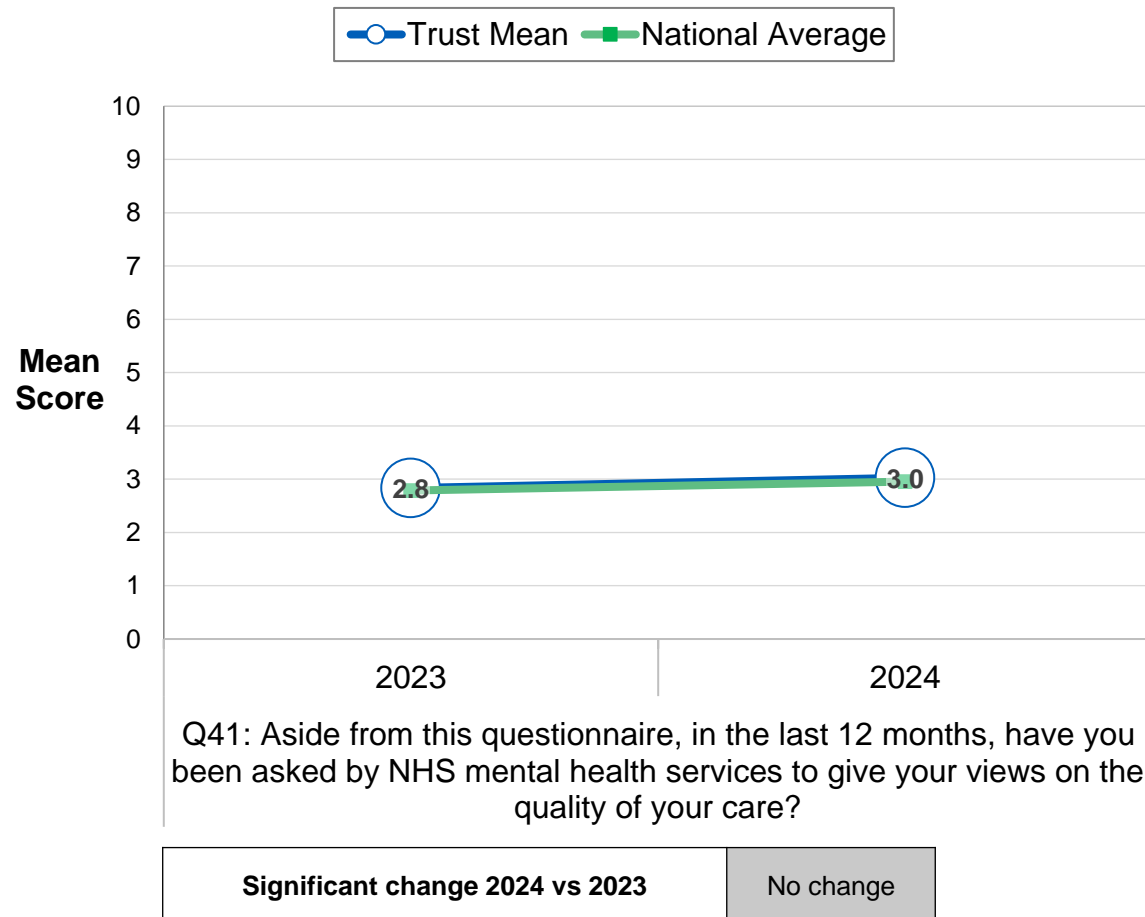 Trust Mean National Average
10
9
8
7
6
5
4
3
2
1
0
Mean
Score
2.8
3.0
2023 2024
Q41: Aside from this questionnaire, in the last 12 months, have you
been asked by NHS mental health services to give your views on the
quality of your care?
Significant change 2024 vs 2023 No change